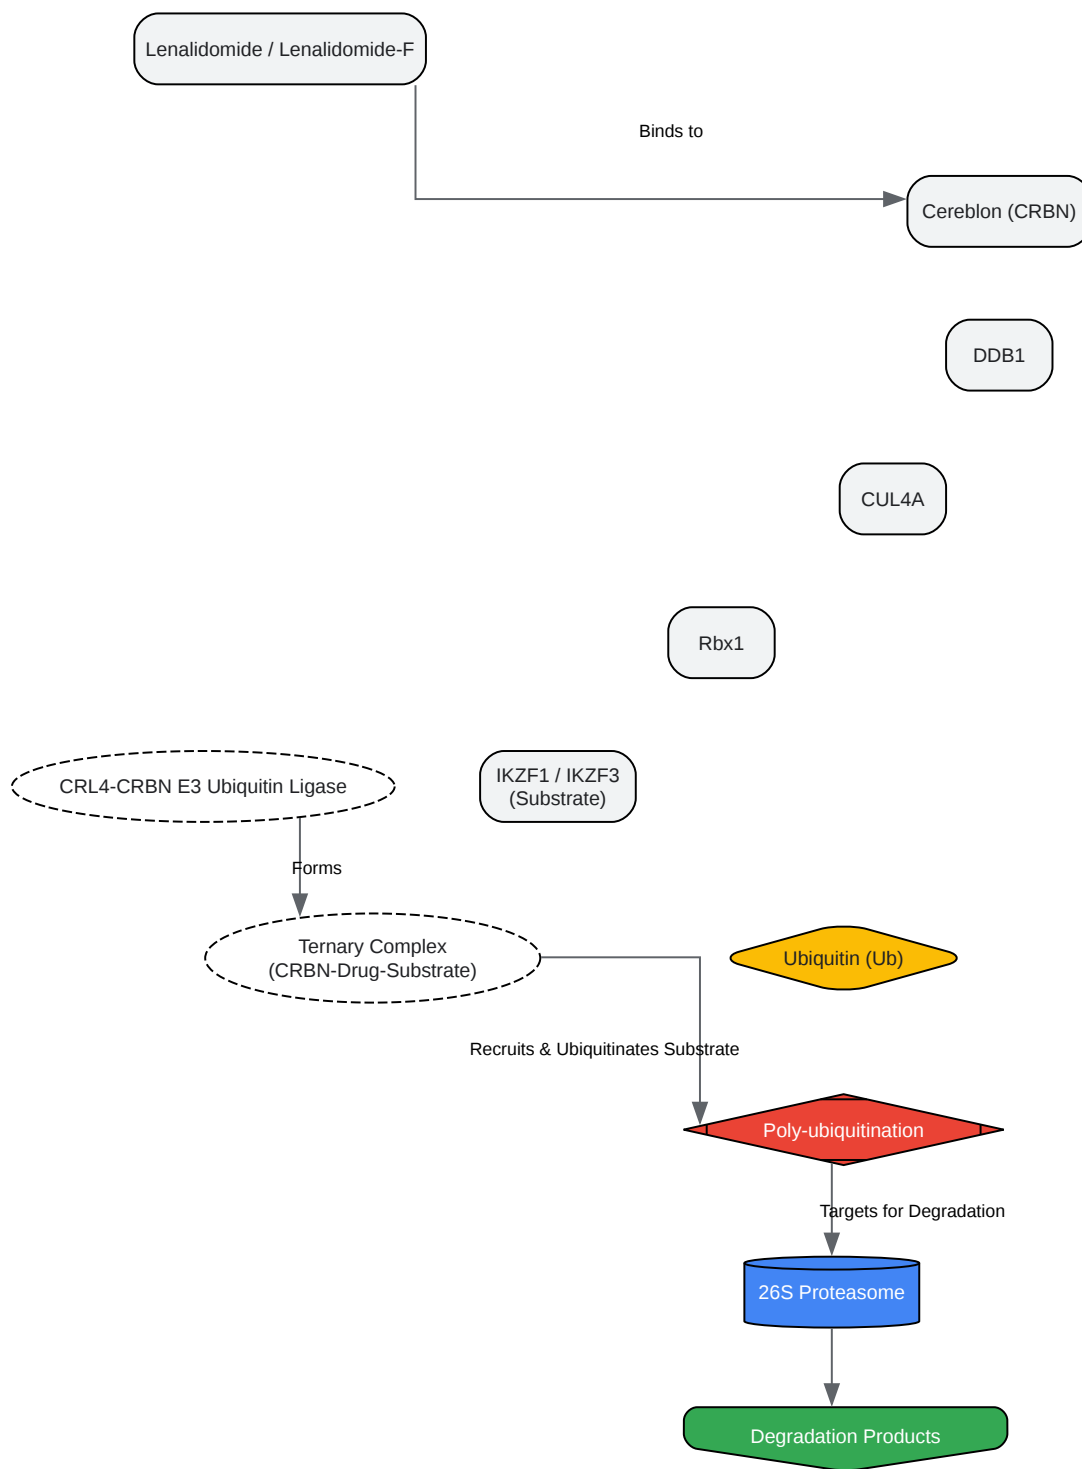 Lenalidomide / Lenalidomide-F
Binds to
Cereblon (CRBN)
DDB1
CUL4A
Rbx1
CRL4-CRBN E3 Ubiquitin Ligase
IKZF1 / IKZF3
(Substrate)
Forms
Ternary Complex
(CRBN-Drug-Substrate)
Ubiquitin (Ub)
Recruits & Ubiquitinates Substrate
Poly-ubiquitination
Targets for Degradation
26S Proteasome
Degradation Products